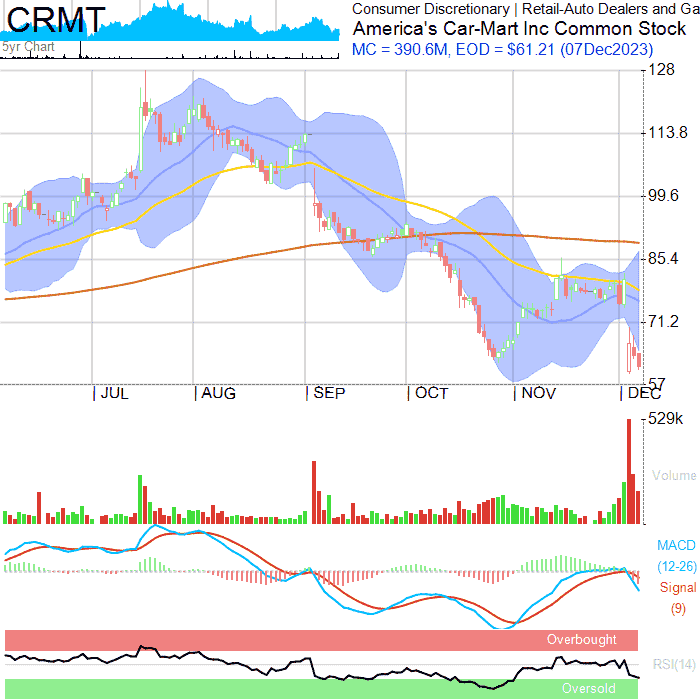 CRMT
Consumer Discretionary | Retail-Auto Dealers and Ga
America's Car-Mart Inc Common Stock
MC = 390.6M, EOD = $61.21 (07Dec2023)
5yr Chart
128
113.8
99.6
85.4
71.2
57
JUL
AUG
SEP
OCT
NOV
DEC
529k
Volume
MACD
(12-26)
Signal
(9)
Overbought
RSI(14)
Oversold